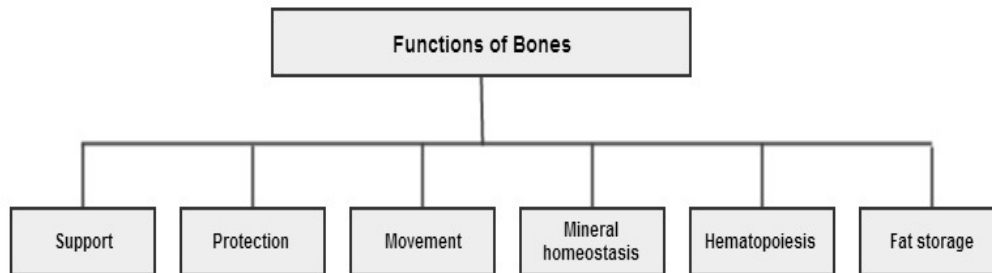 Functions of Bones
Support
Protection
Movement
Mineral
homeostasis
Hematopoiesis
Fat storage